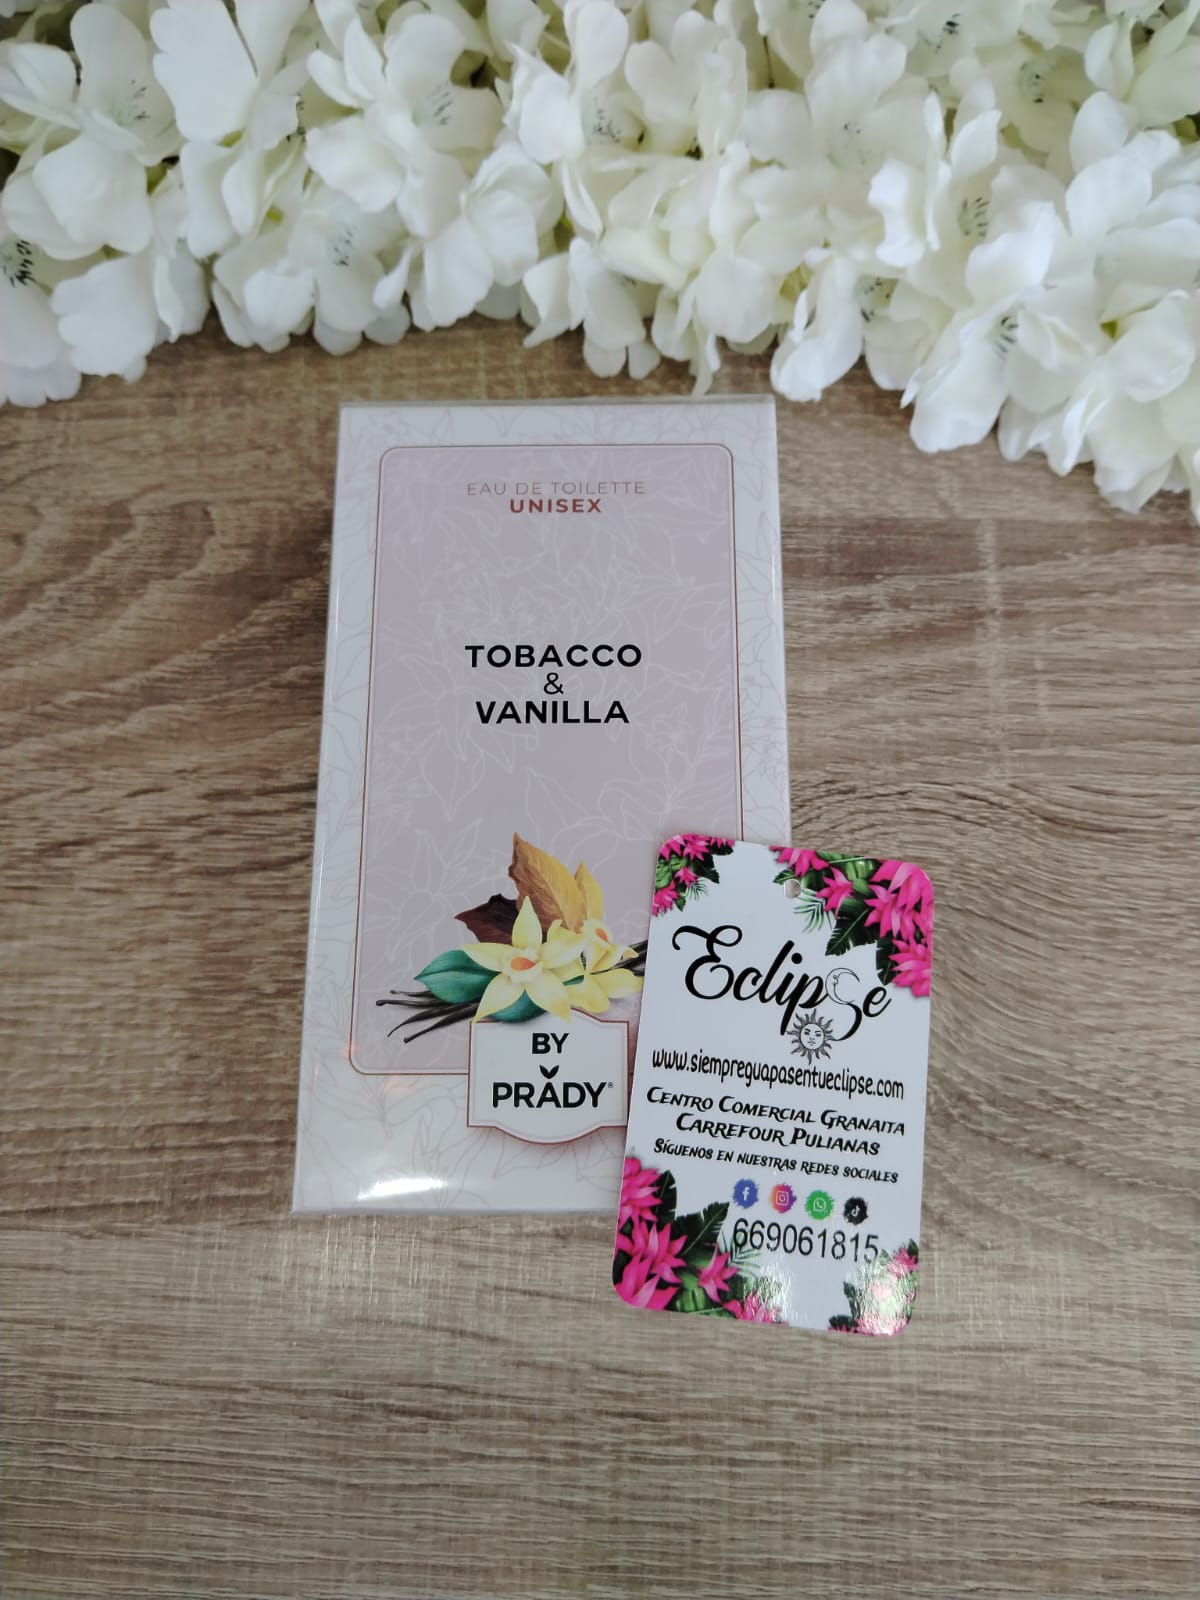 EAU DE TOILETTE
UNISEX
TOBACCO
&
VANILLA
BY
PRADY®
Eclipse
www.siempreguapasentueclipse.com
CENTRO COMERCIAL GRANAITA
CARREFOUR PULIANAS
SÍGUENOS EN NUESTRAS REDES SOCIALES
669061815